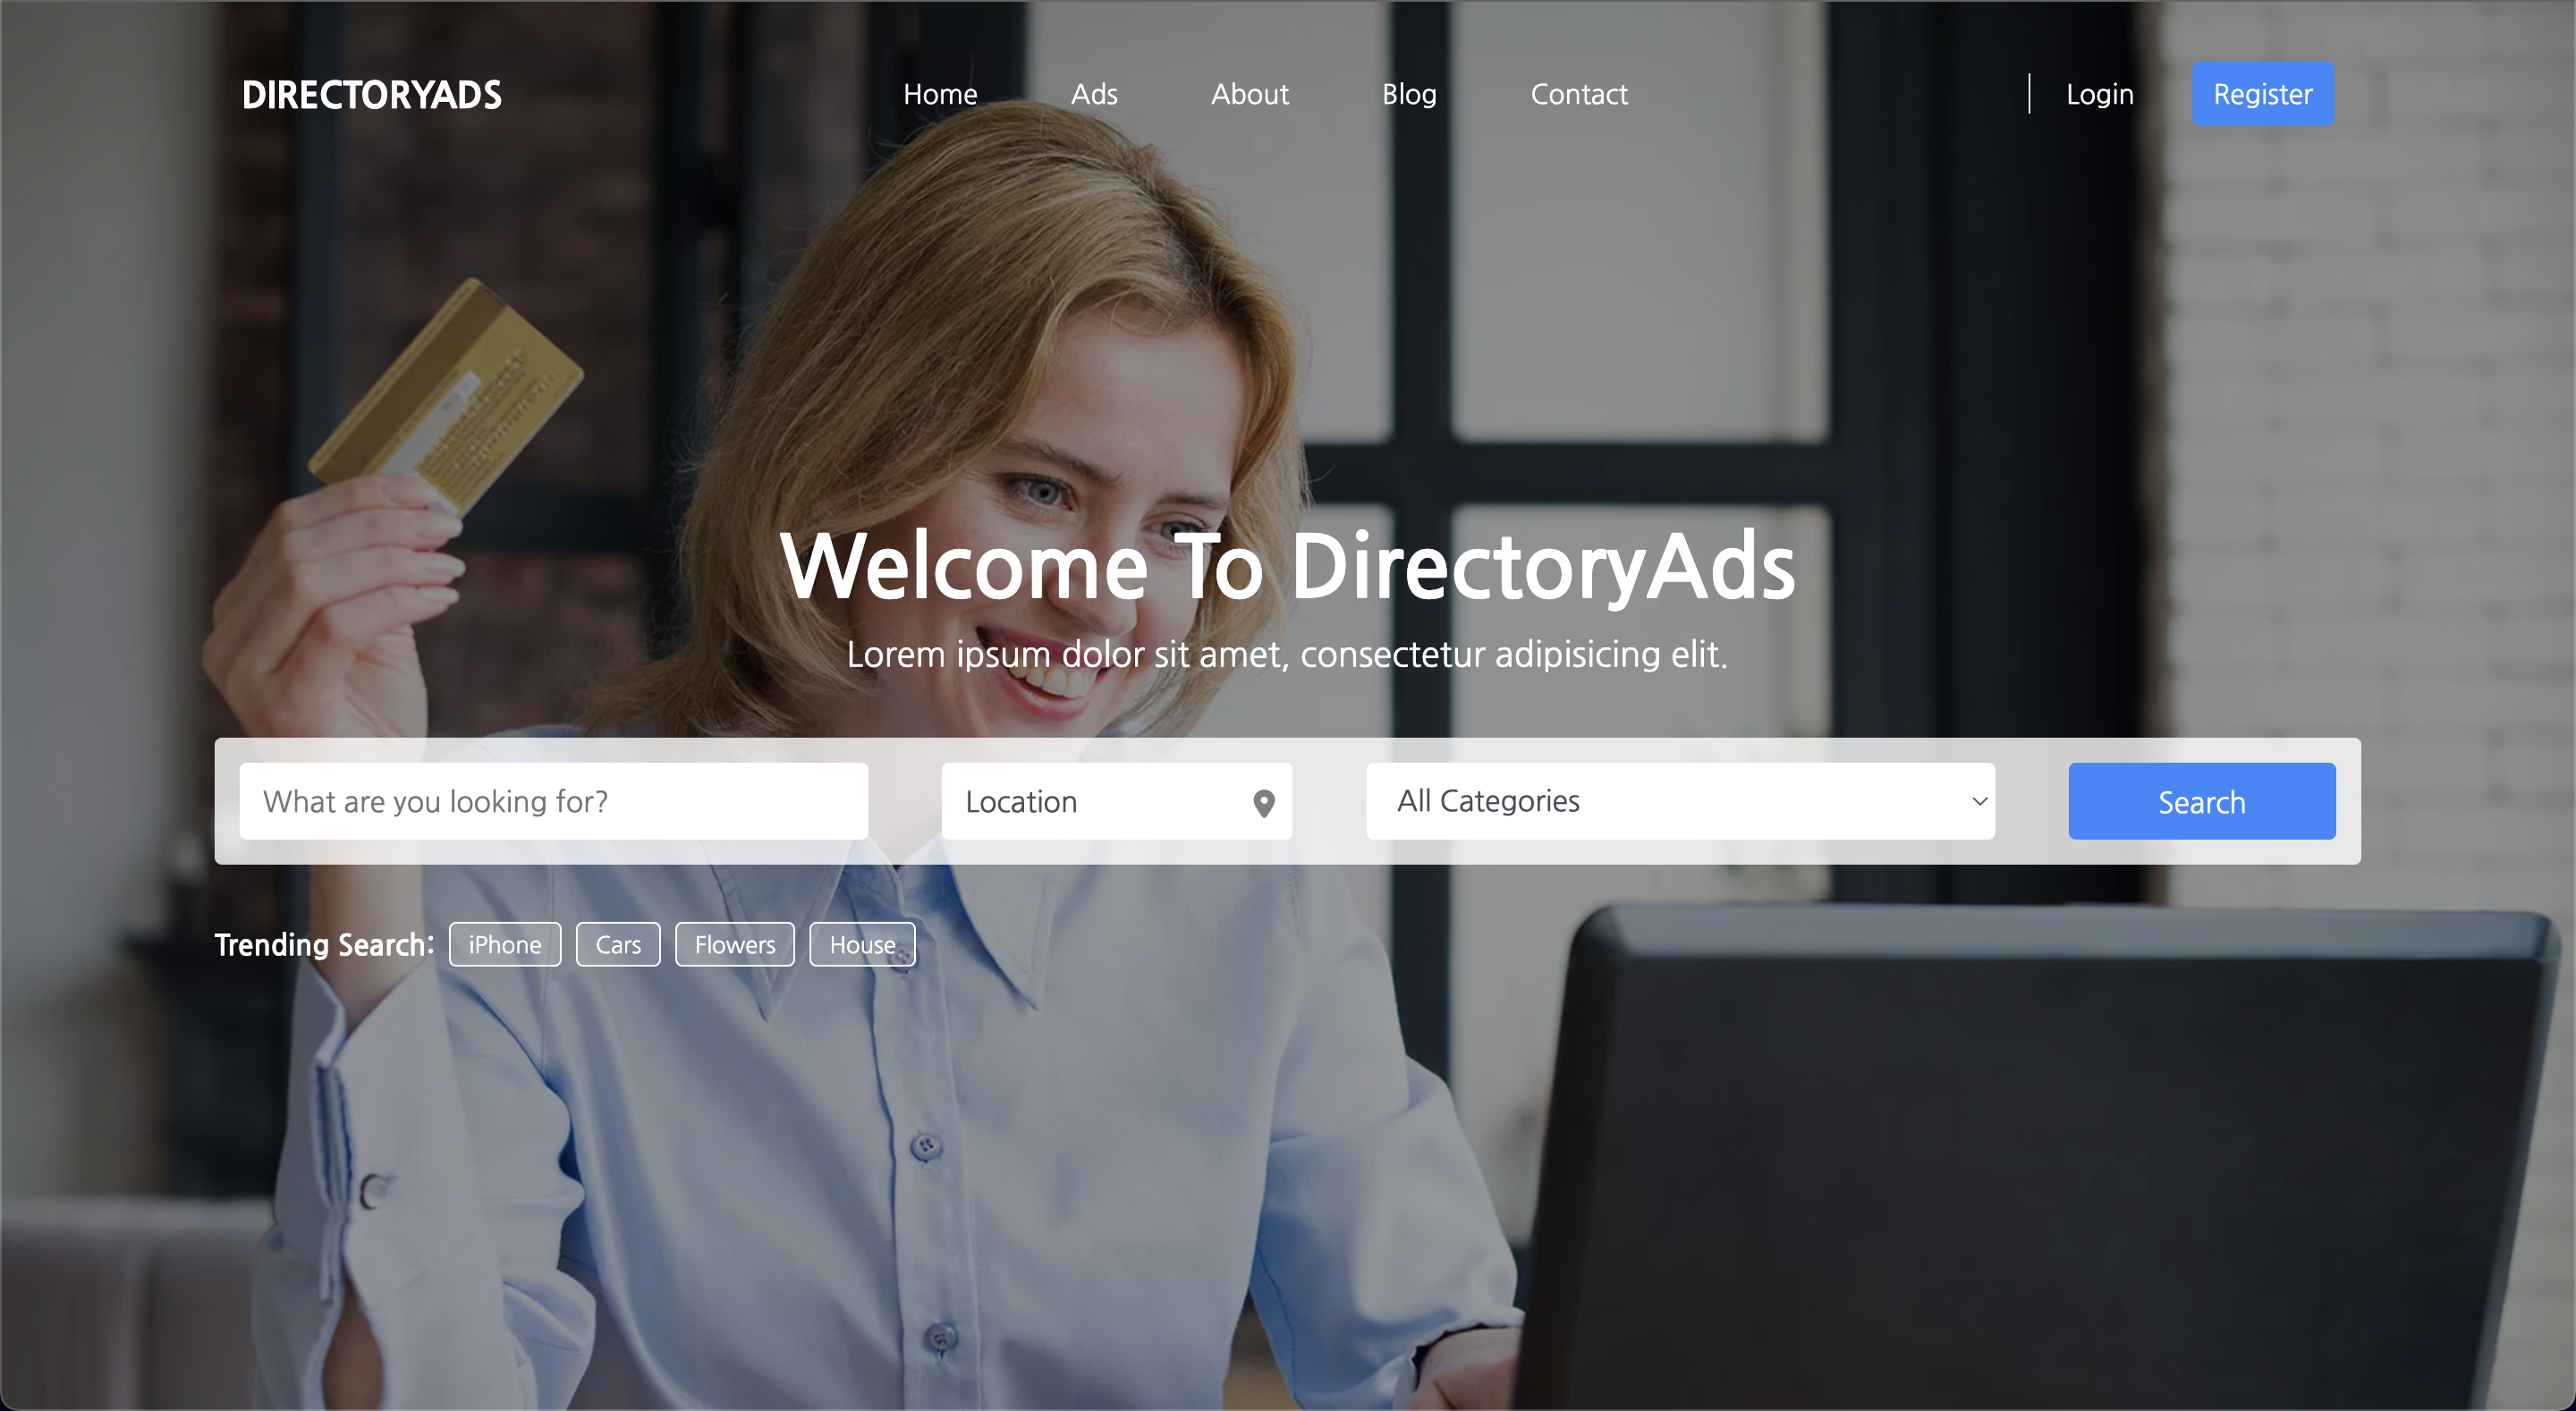 DIRECTORYADS
Home Ads About Blog Contact Login Register
Welcome To DirectoryAds
Lorem ipsum dolor sit amet, consectetur adipisicing elit.
What are you looking for? Location All Categories Search
Trending Search: iPhone Cars Flowers House